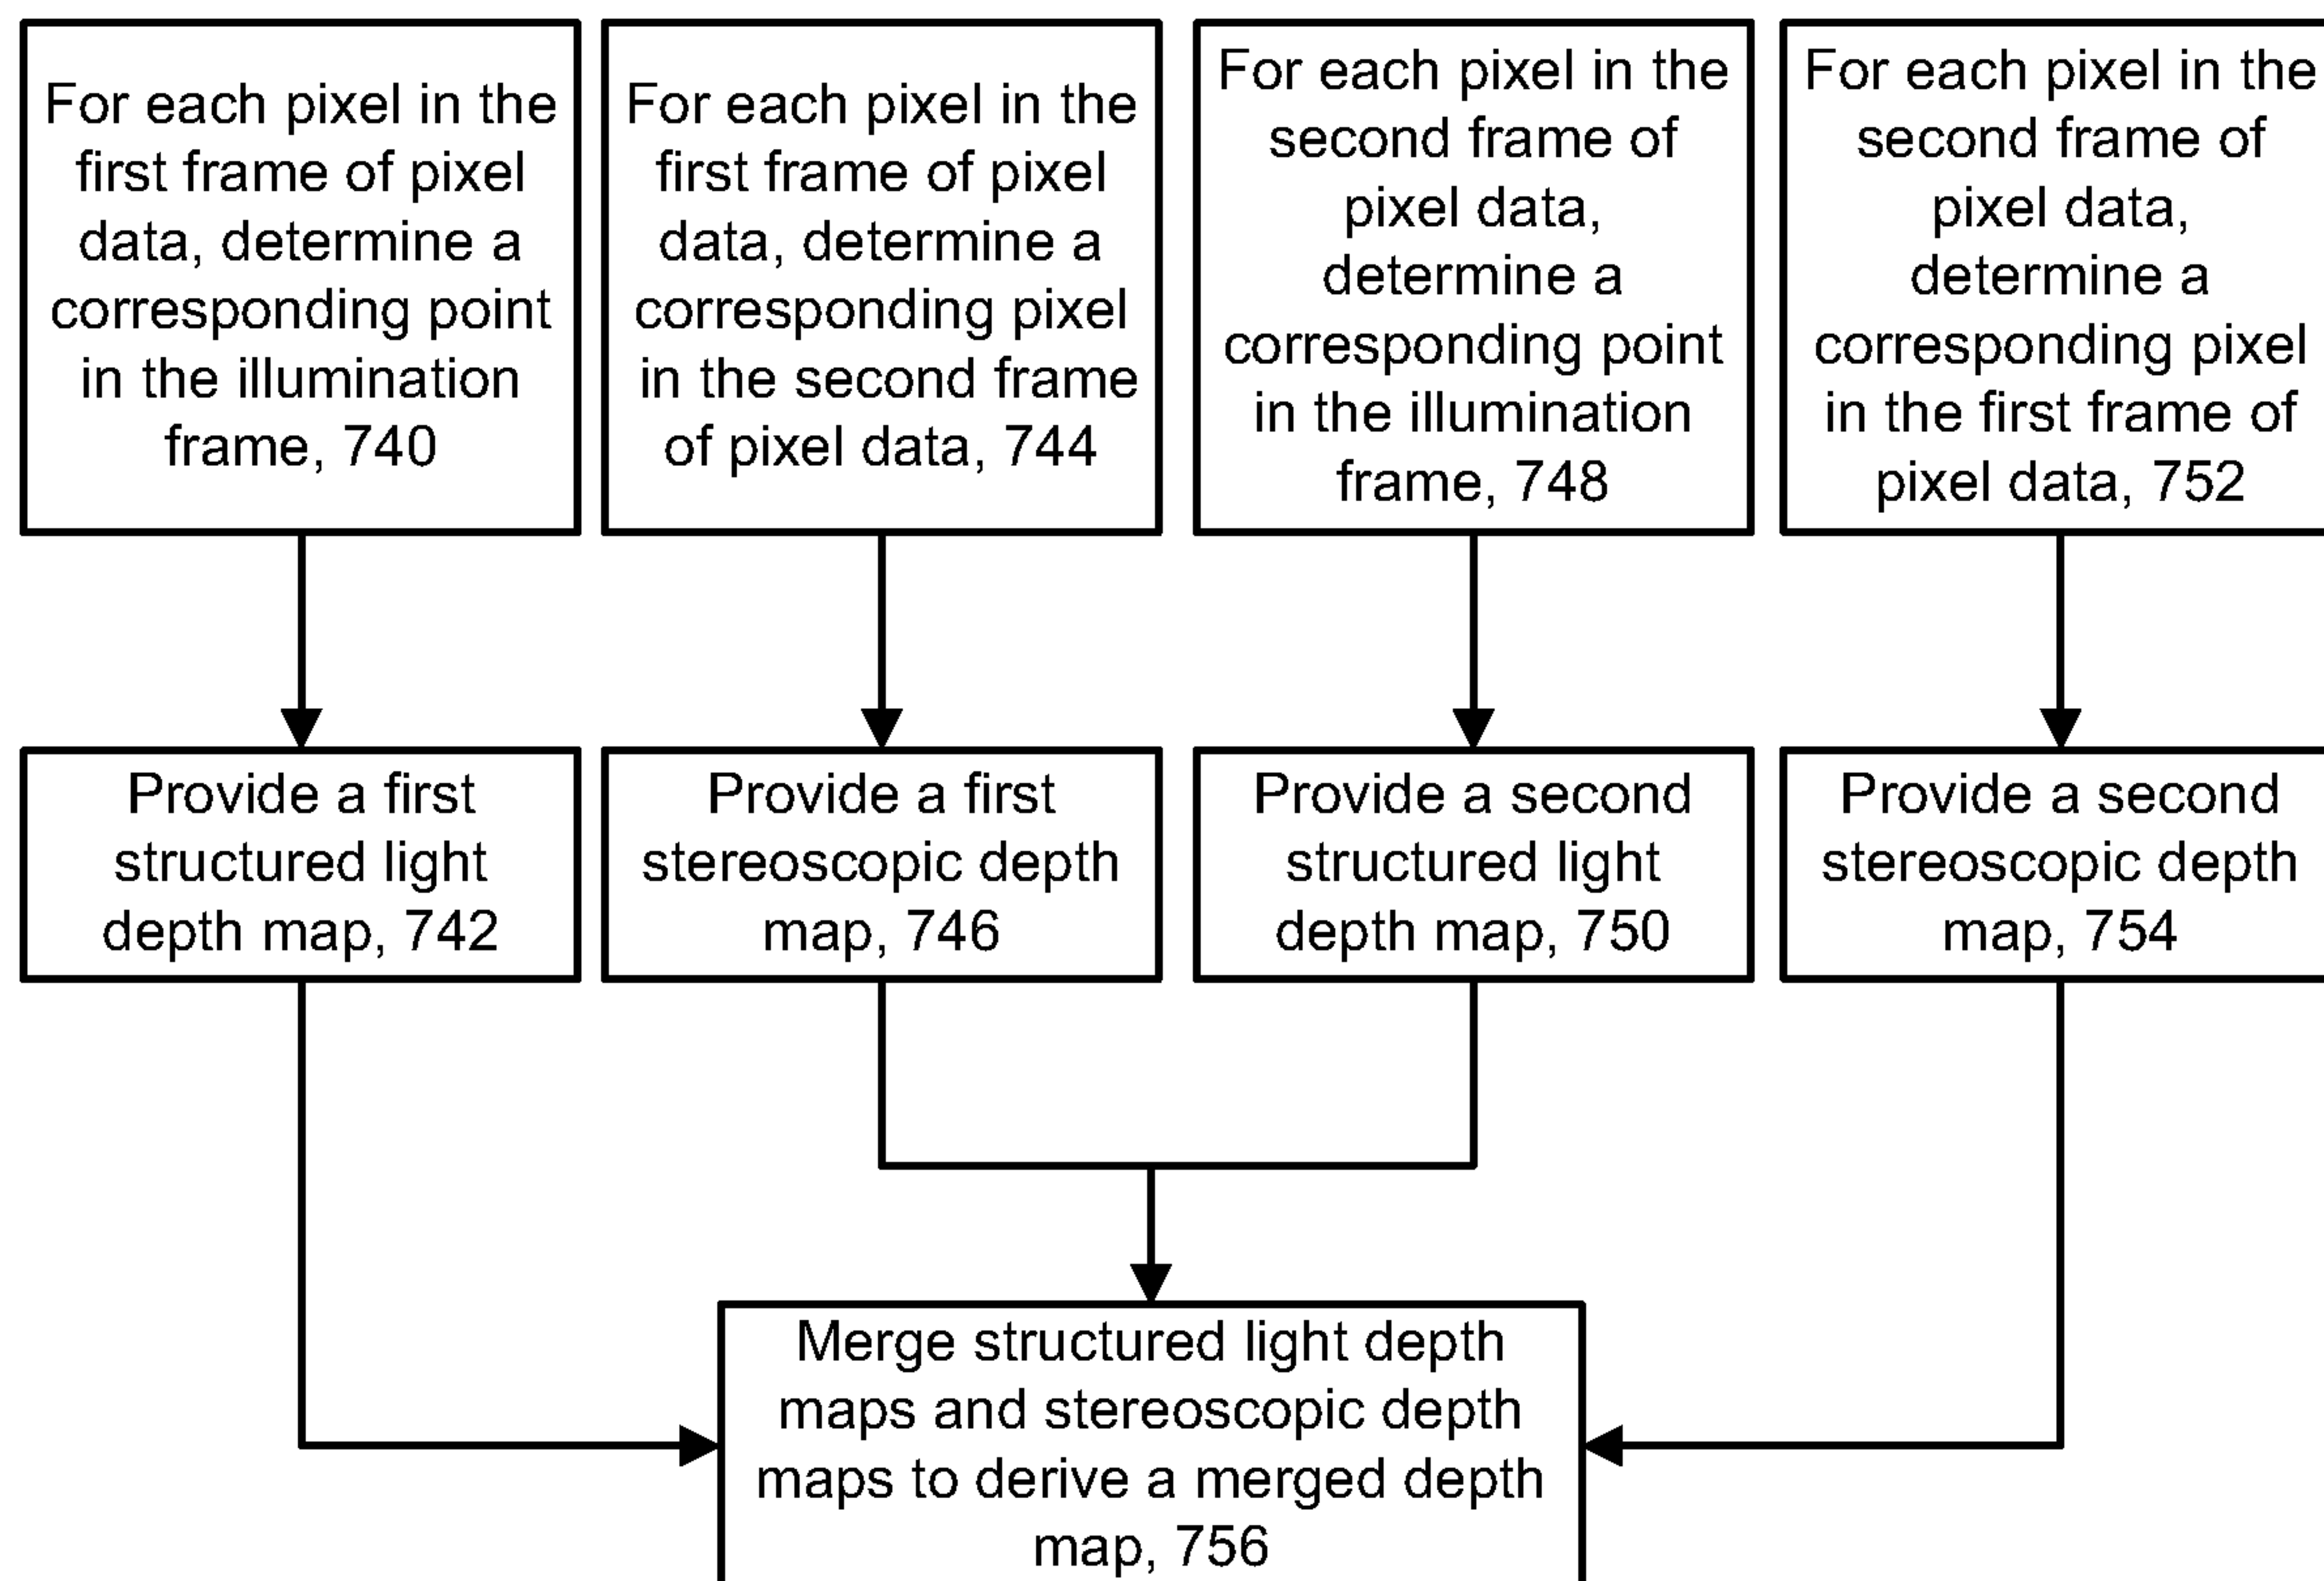 For each pixel in the
first frame of pixel
data, determine a
corresponding point
in the illumination
frame, 740
For each pixel in the
first frame of pixel
data, determine a
corresponding pixel
in the second frame
of pixel data, 744
For each pixel in the
second frame of
pixel data,
determine a
corresponding point
in the illumination
frame, 748
For each pixel in the
second frame of
pixel data,
determine a
corresponding pixel
in the first frame of
pixel data, 752
Provide a first
structured light
depth map, 742
Provide a first
stereoscopic depth
map, 746
Provide a second
structured light
depth map, 750
Provide a second
stereoscopic depth
map, 754
Merge structured light depth
maps and stereoscopic depth
maps to derive a merged depth
map, 756